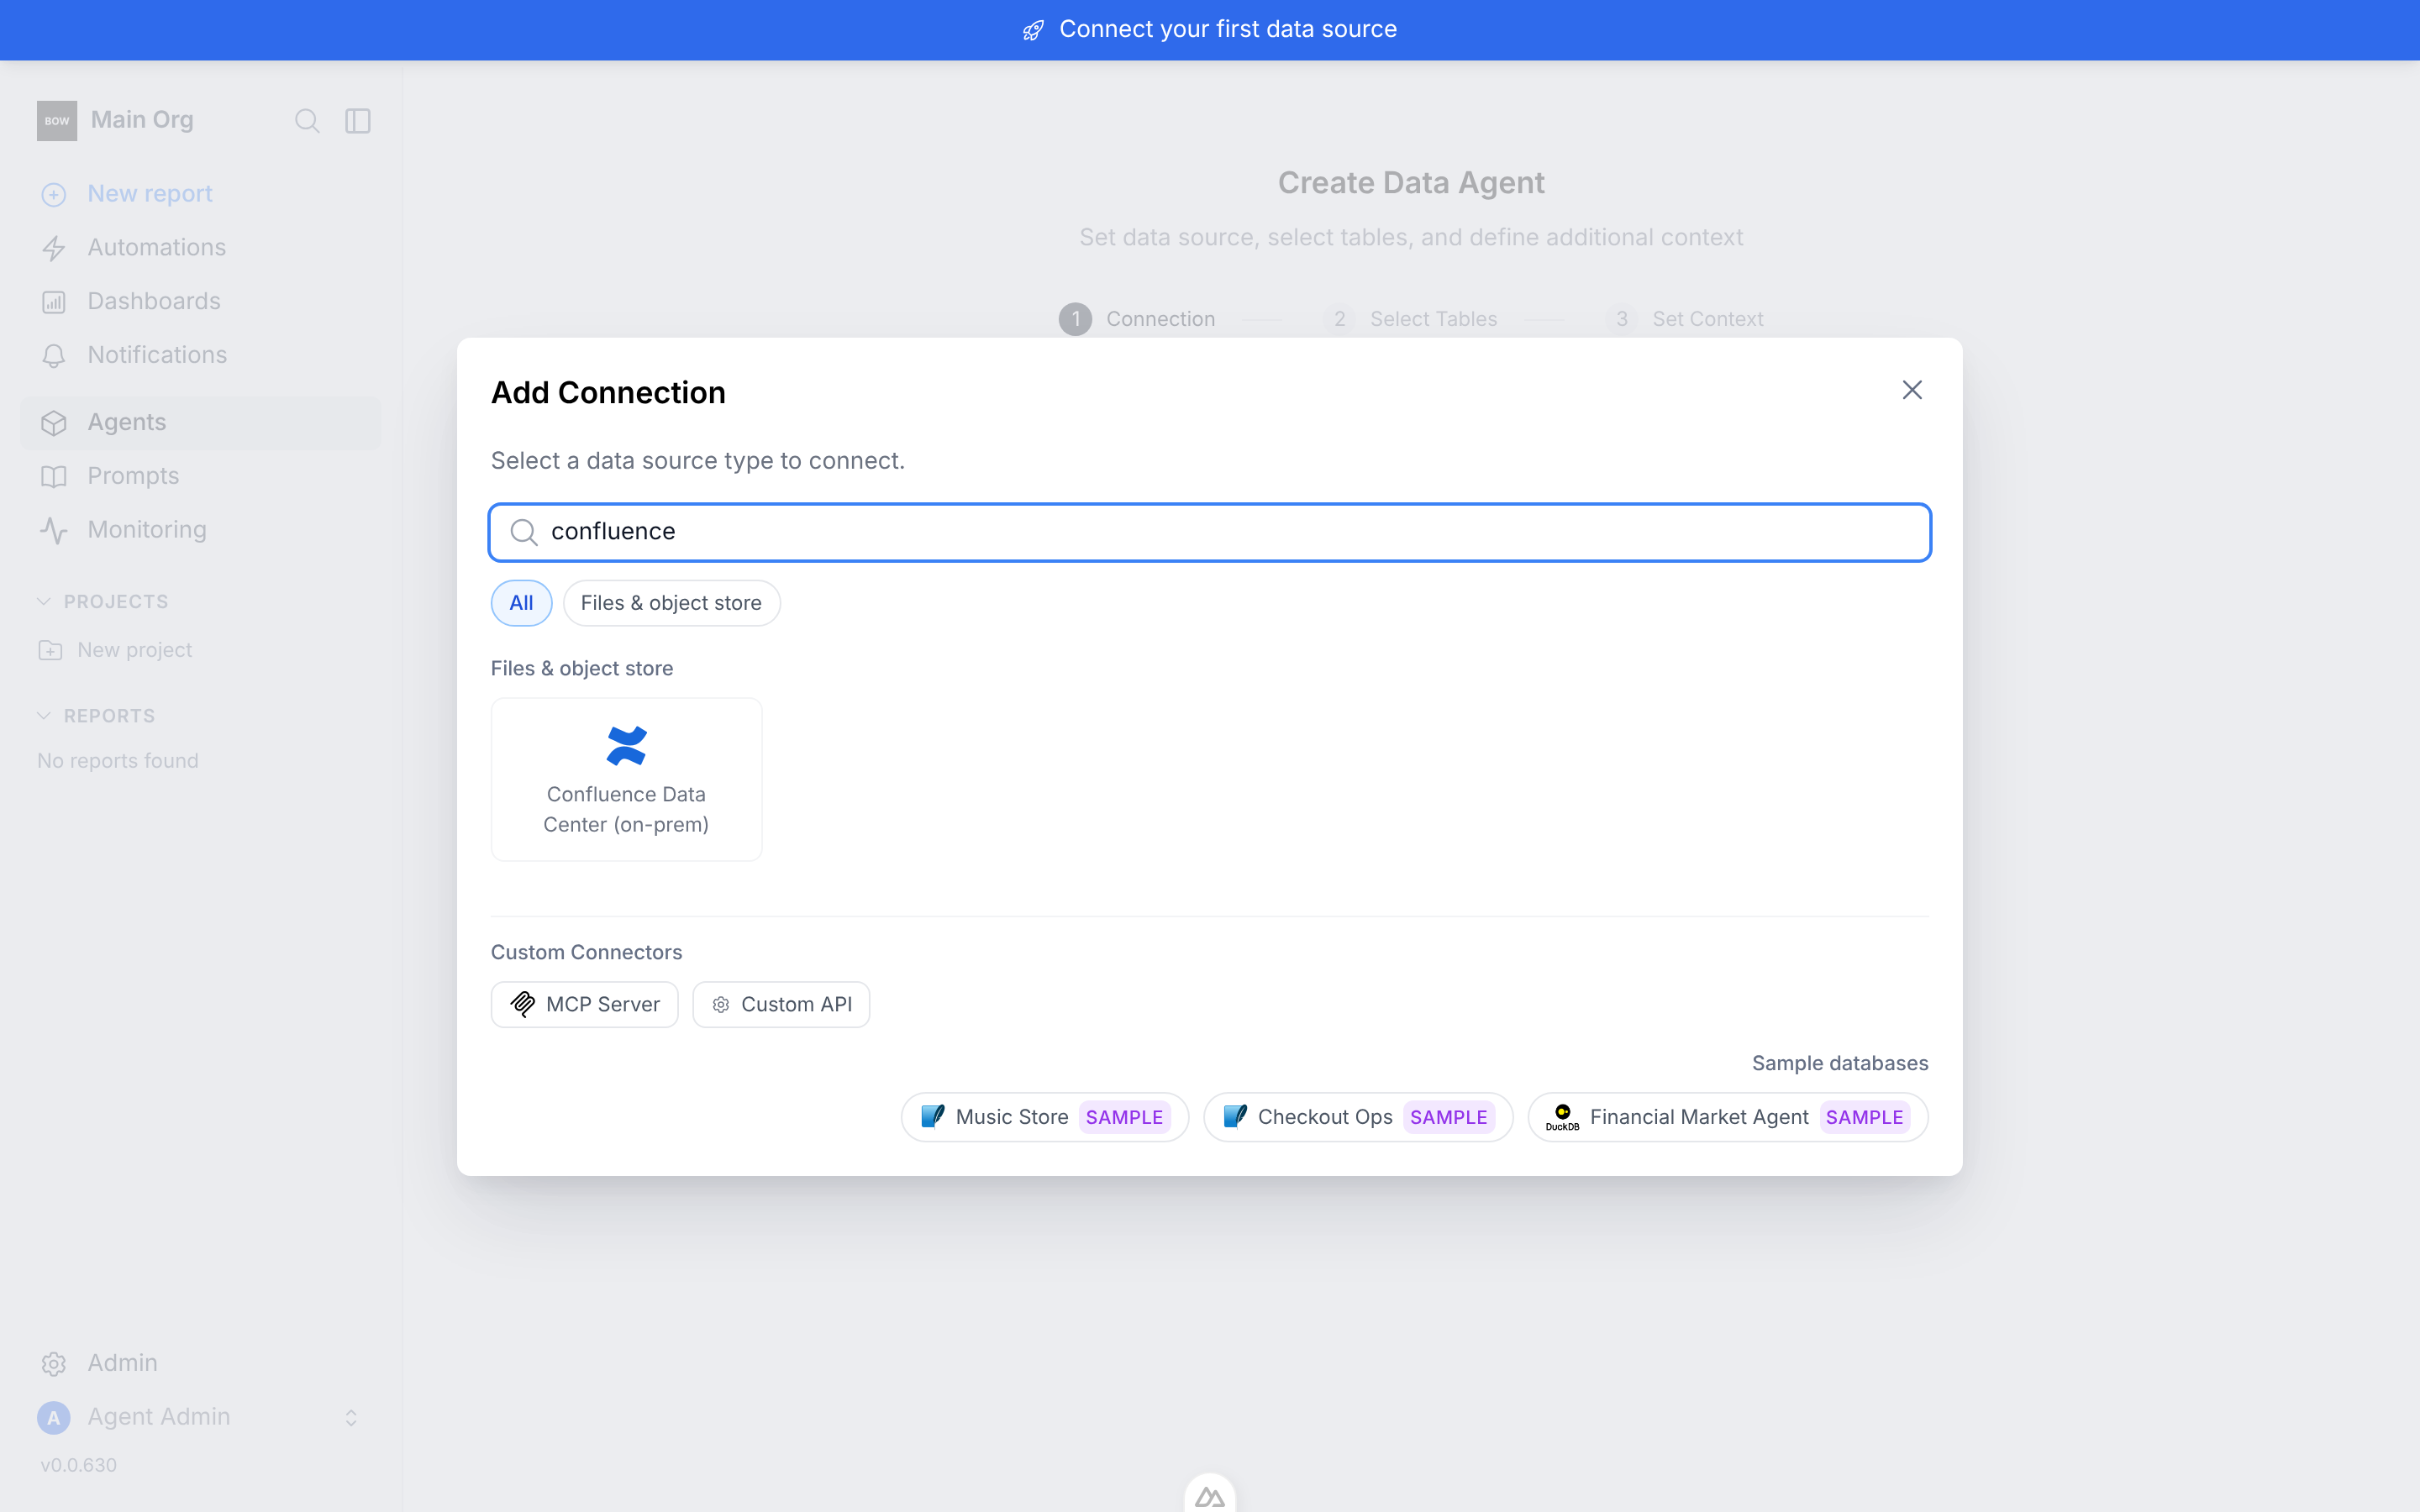 Connect your first data source
BOW
Main Org
New report
Automations
Dashboards
Notifications
Agents
Prompts
Monitoring
PROJECTS
New project
REPORTS
No reports found
Admin
A
Agent Admin
v0.0.630
Create Data Agent
Set data source, select tables, and define additional context
1 Connection 2 Select Tables 3 Set Context
Add Connection
Select a data source type to connect.
confluence
All Files & object store
Files & object store
Confluence Data
Center (on-prem)
Custom Connectors
MCP Server Custom API
Sample databases
Music Store SAMPLE Checkout Ops SAMPLE DuckDB Financial Market Agent SAMPLE